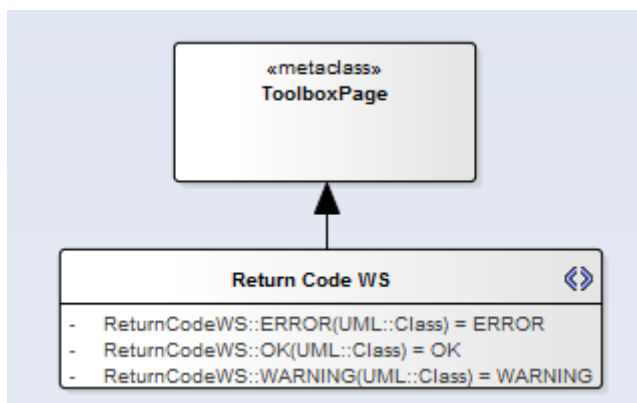 «metaclass»
ToolboxPage
Return Code WS
- ReturnCodeWS::ERROR(UML::Class) = ERROR
- ReturnCodeWS::OK(UML::Class) = OK
- ReturnCodeWS::WARNING(UML::Class) = WARNING